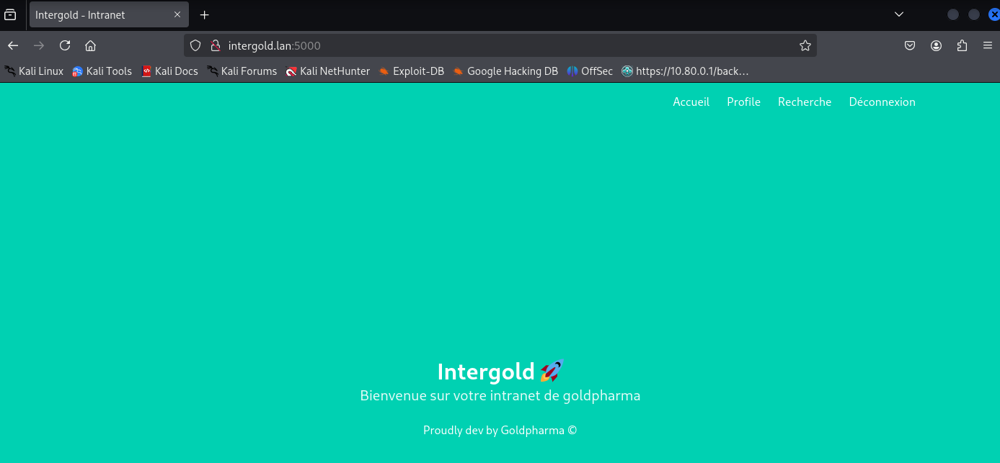 Intergold - Intranet
intergold.lan:5000
Kali Linux Kali Tools Kali Docs Kali Forums Kali NetHunter Exploit-DB Google Hacking DB OffSec https://10.80.0.1/back…
Accueil Profile Recherche Déconnexion
Intergold 🚀
Bienvenue sur votre intranet de goldpharma
Proudly dev by Goldpharma ©